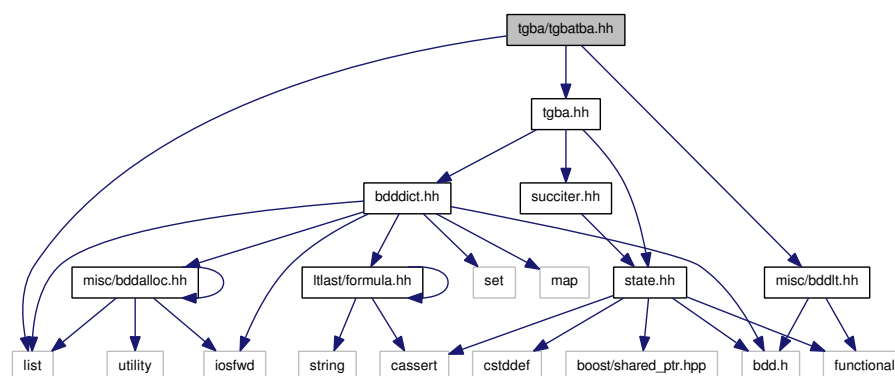 tgba/tgbatba.hh
tgba.hh
bdddict.hh
succiter.hh
misc/bddalloc.hh
ltlast/formula.hh
set
map
state.hh
misc/bddlt.hh
list
utility
iosfwd
string
cassert
cstddef
boost/shared_ptr.hpp
bdd.h
functional